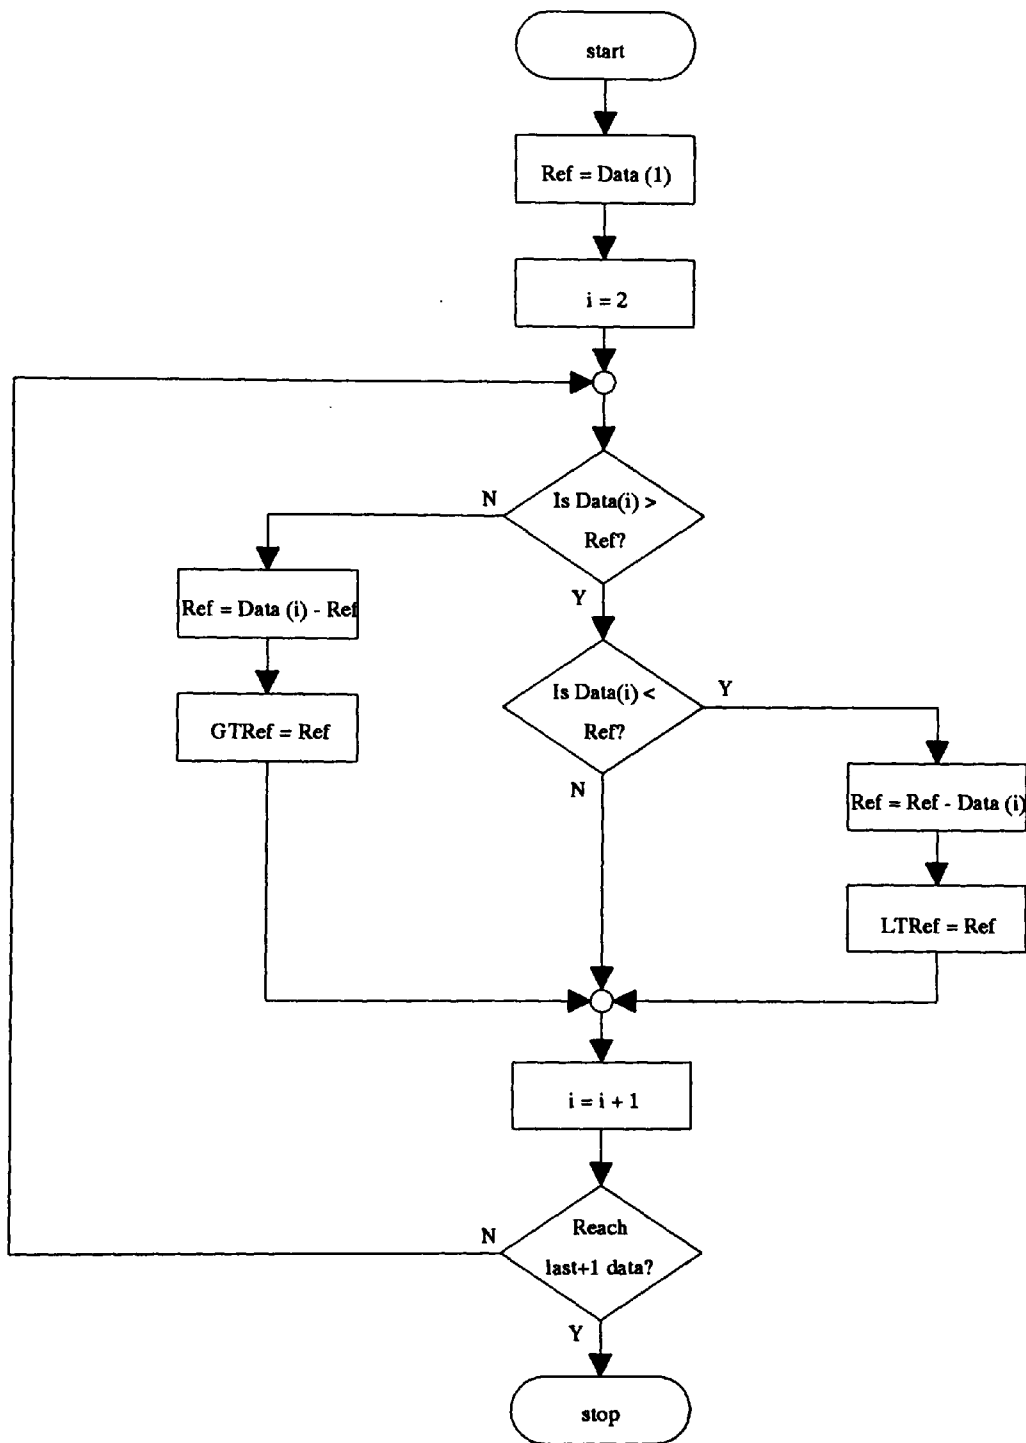 start
Ref = Data (1)
i = 2
Is Data(i) >
Ref?
N
Y
Ref = Data (i) - Ref
GTRef = Ref
Is Data(i) <
Ref?
Y
N
Ref = Ref - Data (i)
LTRef = Ref
i = i + 1
Reach
last+1 data?
N
Y
stop